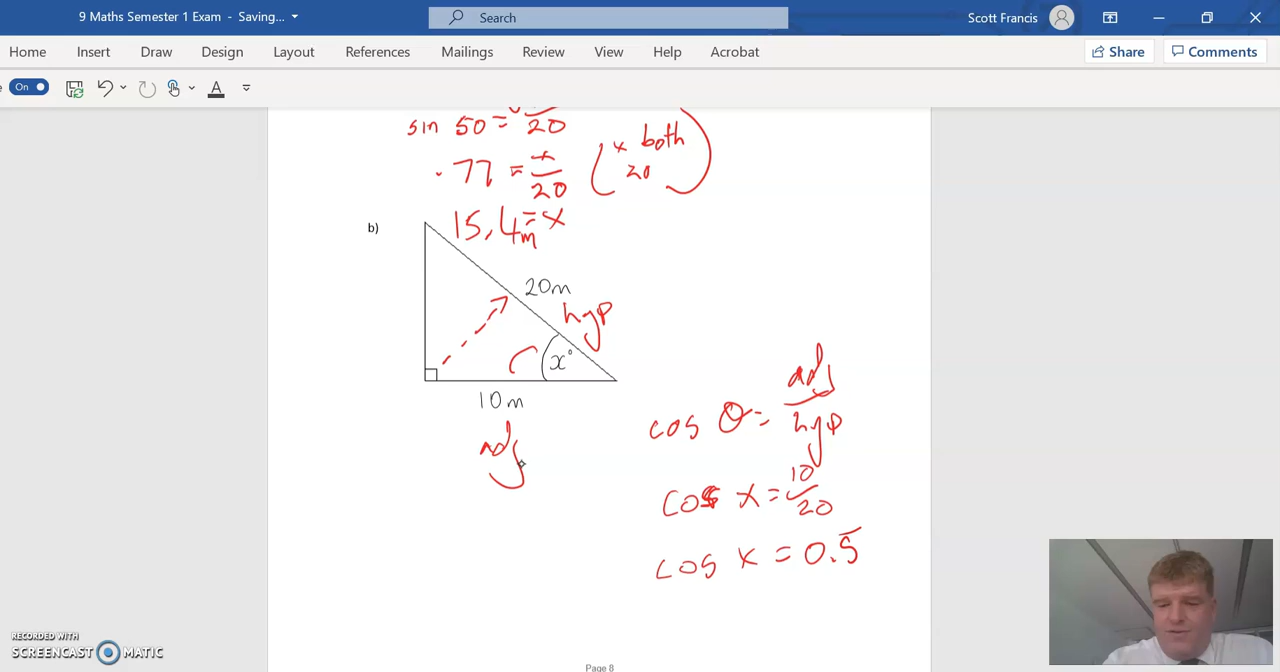 9 Maths Semester 1 Exam - Saving...
Search
Scott Francis
Home Insert Draw Design Layout References Mailings Review View Help Acrobat
Share Comments
On A
sin 50 = /20
.77 = x/20 (x both 20)
15.4m = x
b)
20m
hyp
x°
10m
adj
cos θ = adj/hyp
cos x = 10/20
cos x = 0.5
Page 8
RECORDED WITH
SCREENCAST MATIC